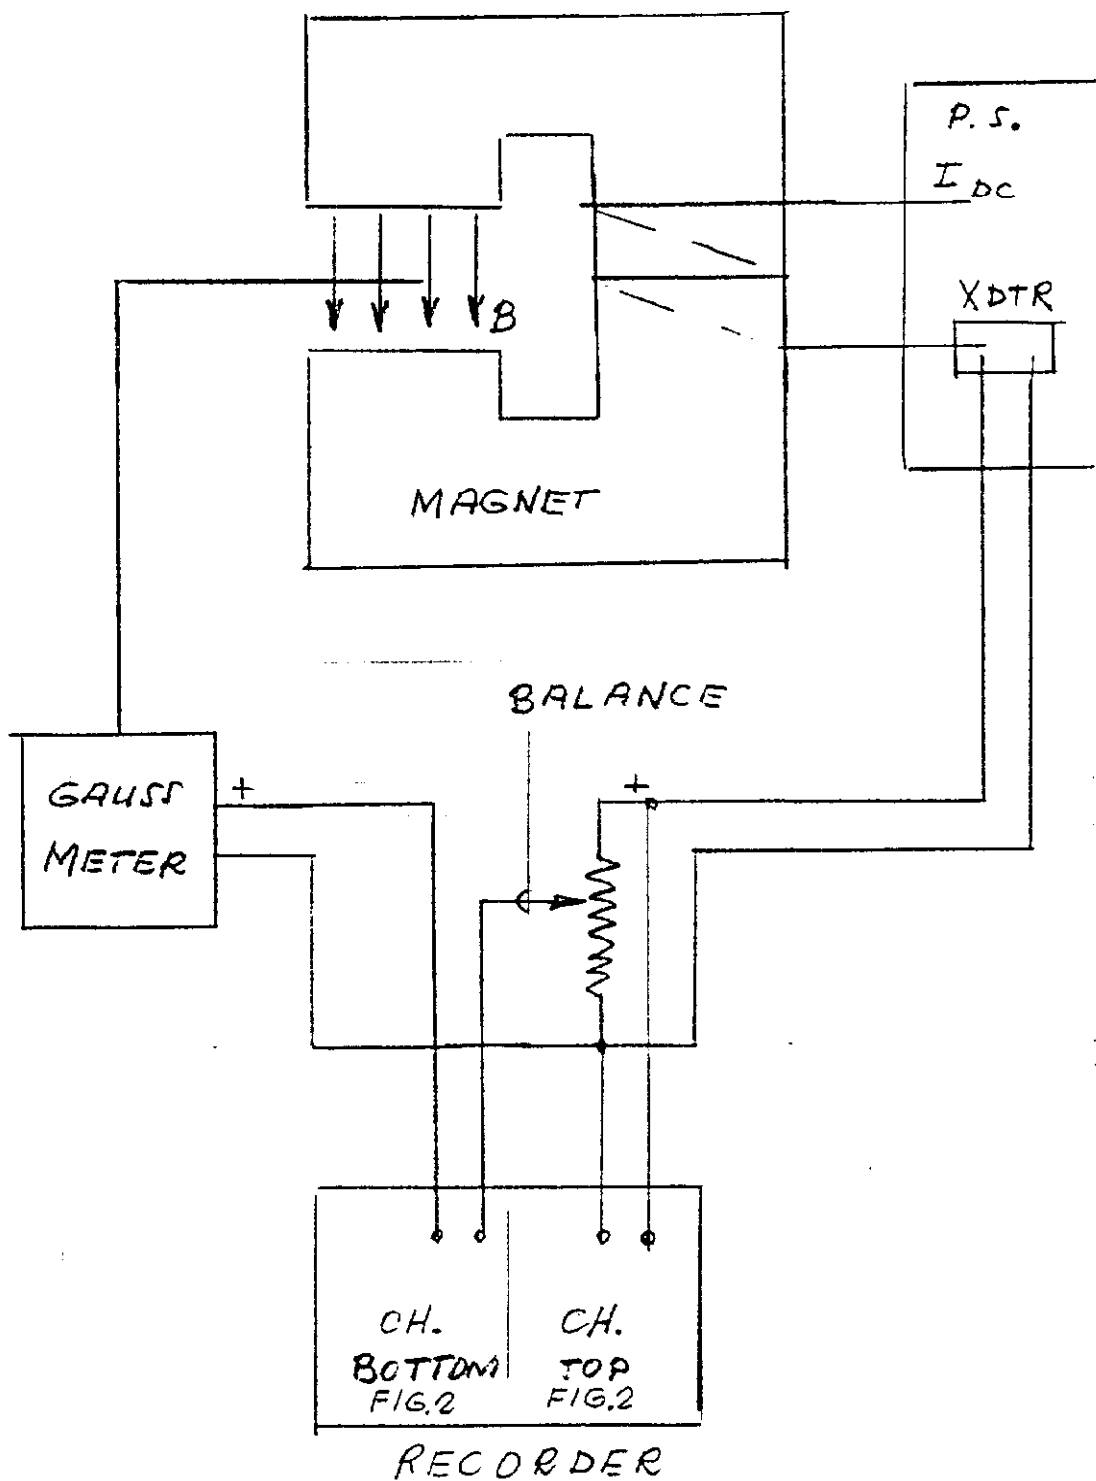 P.S.
I DC
XDTR
B
MAGNET
BALANCE
+
+
GAUSS
METER
CH.
BOTTOM
FIG.2
CH.
TOP
FIG.2
RECORDER